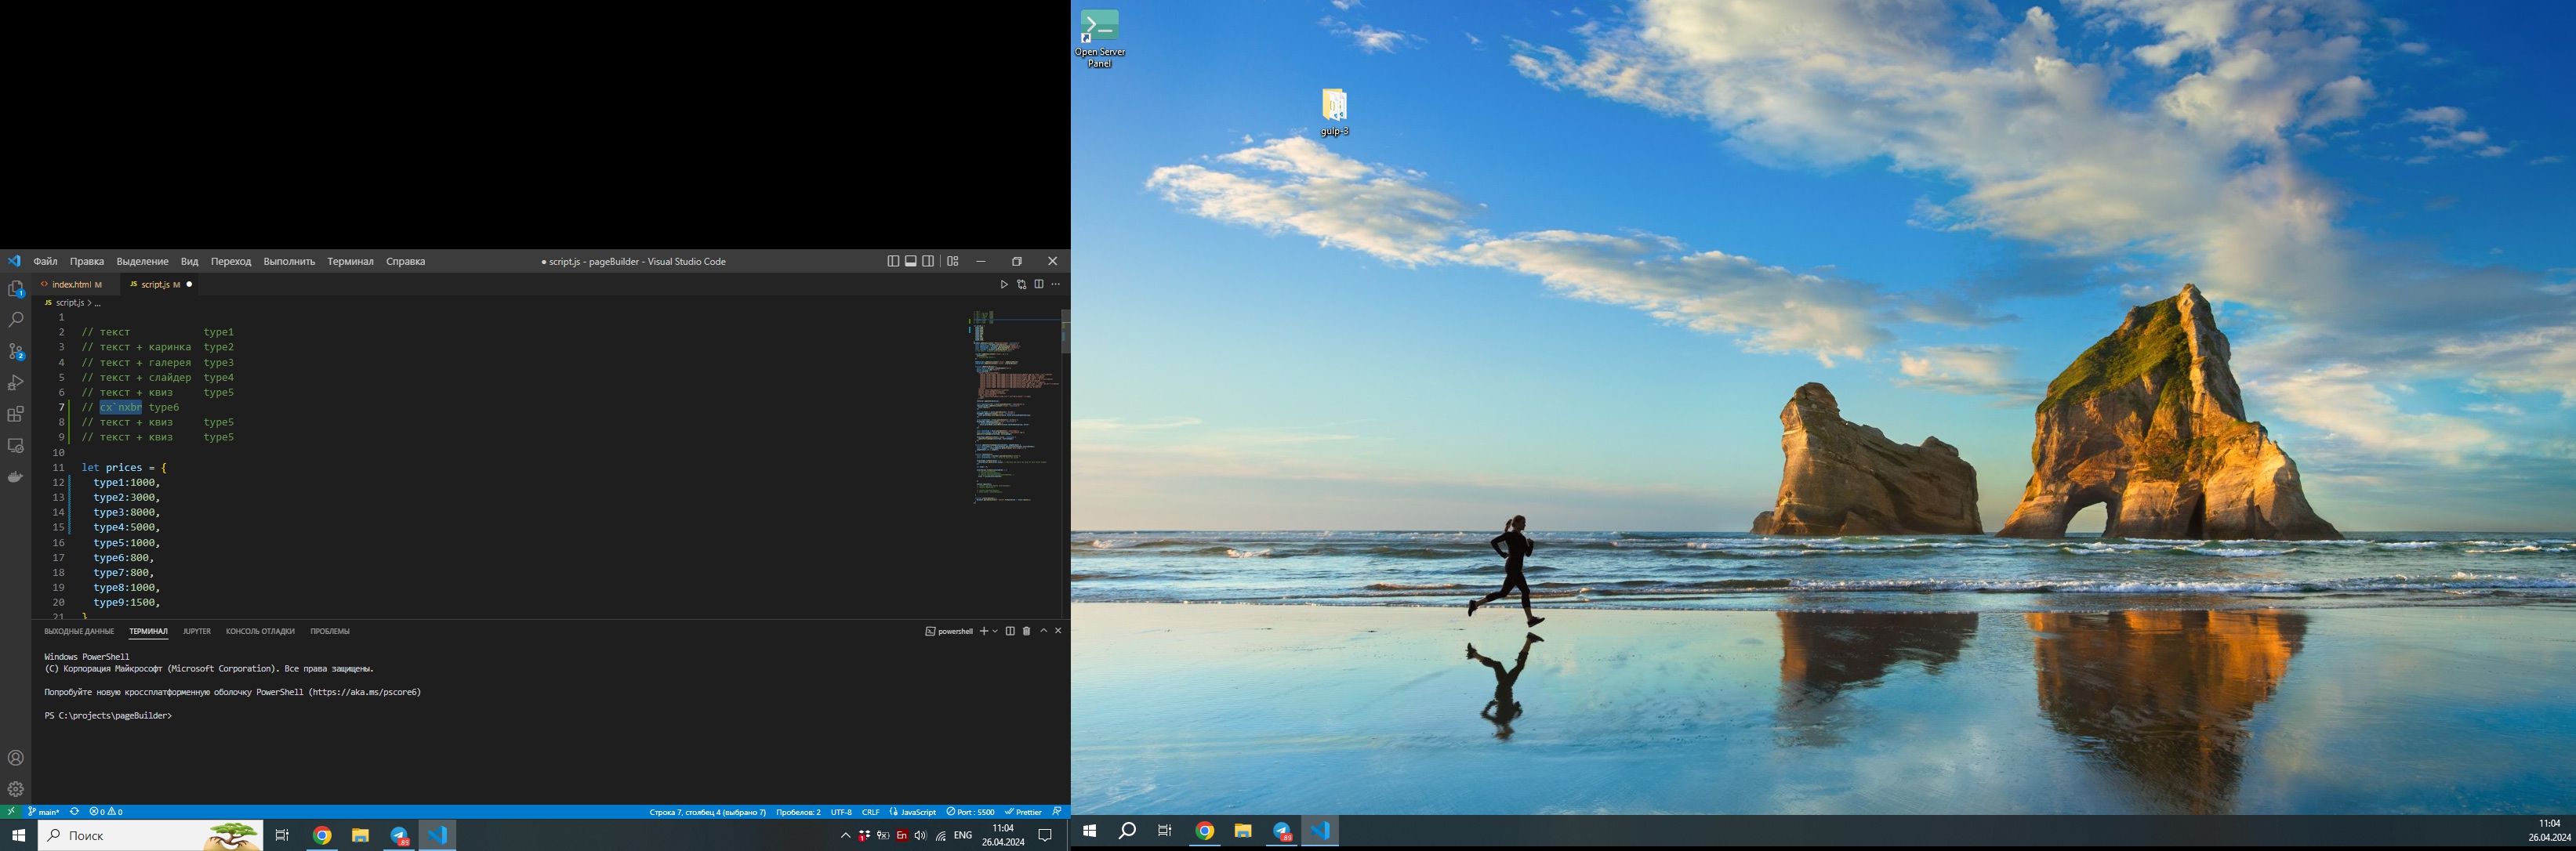 Open Server
Panel
gulp-3
Файл Правка Выделение Вид Переход Выполнить Терминал Справка
● script.js - pageBuilder - Visual Studio Code
index.html M
JS script.js M ●
JS script.js > ...
1
2 // текст type1
3 // текст + каринка type2
4 // текст + галерея type3
5 // текст + слайдер type4
6 // текст + квиз type5
7 // cx`nxbr type6
8 // текст + квиз type5
9 // текст + квиз type5
10
11 let prices = {
12 type1:1000,
13 type2:3000,
14 type3:8000,
15 type4:5000,
16 type5:1000,
17 type6:800,
18 type7:800,
19 type8:1000,
20 type9:1500,
21 }
ВЫХОДНЫЕ ДАННЫЕ ТЕРМИНАЛ JUPYTER КОНСОЛЬ ОТЛАДКИ ПРОБЛЕМЫ
powershell
Windows PowerShell
(C) Корпорация Майкрософт (Microsoft Corporation). Все права защищены.
Попробуйте новую кроссплатформенную оболочку PowerShell (https://aka.ms/pscore6)
PS C:\projects\pageBuilder>
main* 0 0
Строка 7, столбец 4 (выбрано 7) Пробелов: 2 UTF-8 CRLF JavaScript Port : 5500 Prettier
Поиск
En
ENG
11:04
26.04.2024
11:04
26.04.2024